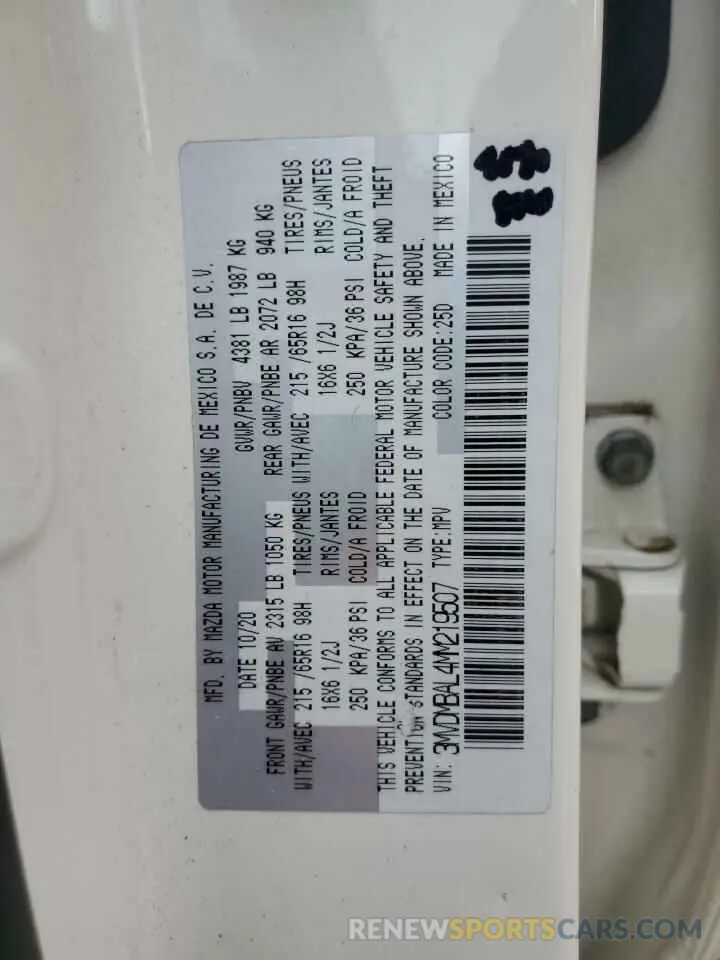 MFD. BY MAZDA MOTOR MANUFACTURING DE MEXICO S.A. DE C.V.
DATE 10/20 GVWR/PNBV 4381 LB 1987 KG
FRONT GAWR/PNBE AV 2315 LB 1050 KG REAR GAWR/PNBE AR 2072 LB 940 KG
WITH/AVEC 215 /65R16 98H TIRES/PNEUS WITH/AVEC 215 /65R16 98H TIRES/PNEUS
16X6 1/2J RIMS/JANTES 16X6 1/2J RIMS/JANTES
250 KPA/36 PSI COLD/A FROID 250 KPA/36 PSI COLD/A FROID
THIS VEHICLE CONFORMS TO ALL APPLICABLE FEDERAL MOTOR VEHICLE SAFETY AND THEFT
PREVENTION STANDARDS IN EFFECT ON THE DATE OF MANUFACTURE SHOWN ABOVE.
VIN: 3MVDMBAL4MM219507 TYPE:MPV COLOR CODE:25D MADE IN MEXICO
RENEWSPORTSCARS.COM